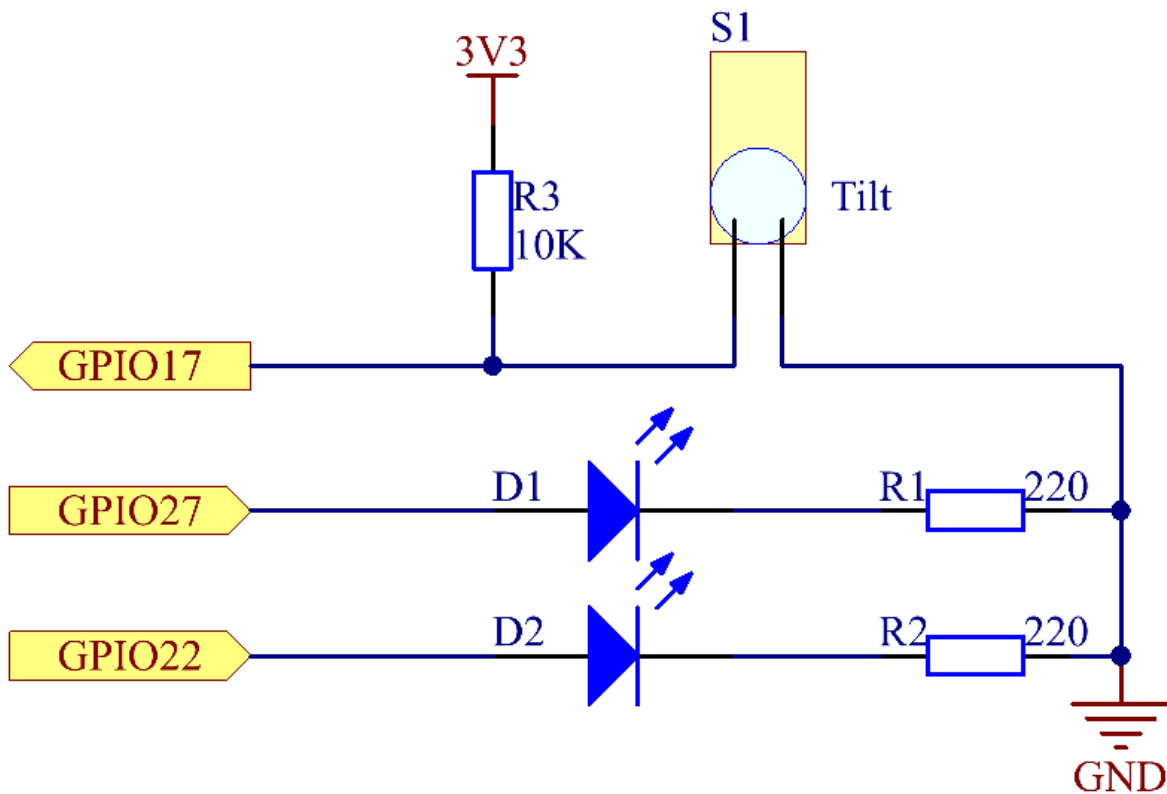 S1
3V3
R3
Tilt
10K
GPIO17
D1
R1
220
GPIO27
D2
R2
220
GPIO22
GND